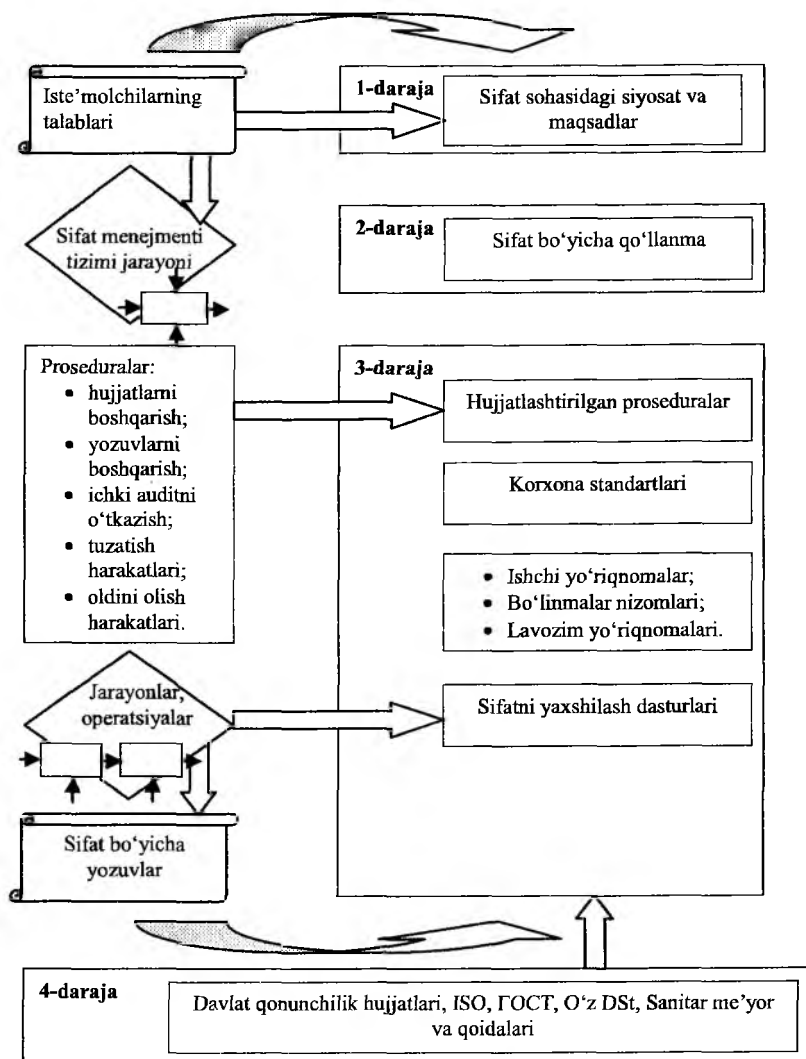 Iste’molchilarning
talablari
1-daraja
Sifat sohasidagi siyosat va
maqsadlar
Sifat menejmenti
tizimi jarayoni
2-daraja
Sifat bo‘yicha qo‘llanma
Proseduralar:
• hujjatlarni
boshqarish;
• yozuvlarni
boshqarish;
• ichki auditni
o‘tkazish;
• tuzatish
harakatlari;
• oldini olish
harakatlari.
3-daraja
Hujjatlashtirilgan proseduralar
Korxona standartlari
• Ishchi yo‘riqnomalar;
• Bo‘linmalar nizomlari;
• Lavozim yo‘riqnomalari.
Jarayonlar,
operatsiyalar
Sifatni yaxshilash dasturlari
Sifat bo‘yicha
yozuvlar
4-daraja
Davlat qonunchilik hujjatlari, ISO, ГОСТ, O‘z DSt, Sanitar me’yor
va qoidalari